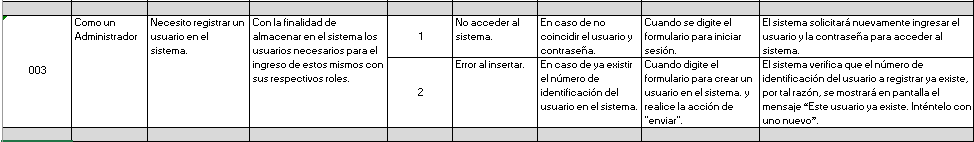 003
Como un
Administrador
Necesito registrar un
usuario en el
sistema.
Con la finalidad de
almacenar en el sistema los
usuarios necesarios para el
ingreso de estos mismos con
sus respectivos roles.
1
No acceder al
sistema.
En caso de no
coincidir el usuario y
contraseña.
Cuando se digite el
formulario para iniciar
sesión.
El sistema solicitará nuevamente ingresar el
usuario y la contraseña para acceder al
sistema.
2
Error al insertar.
En caso de ya existir
el número de
identificación del
usuario en el sistema.
Cuando digite el
formulario para crear un
usuario en el sistema. y
realice la acción de
"enviar".
El sistema verifica que el número de
identificación del usuario a registrar ya existe,
por tal razón, se mostrará en pantalla el
mensaje “Este usuario ya existe. Inténtelo con
uno nuevo”.